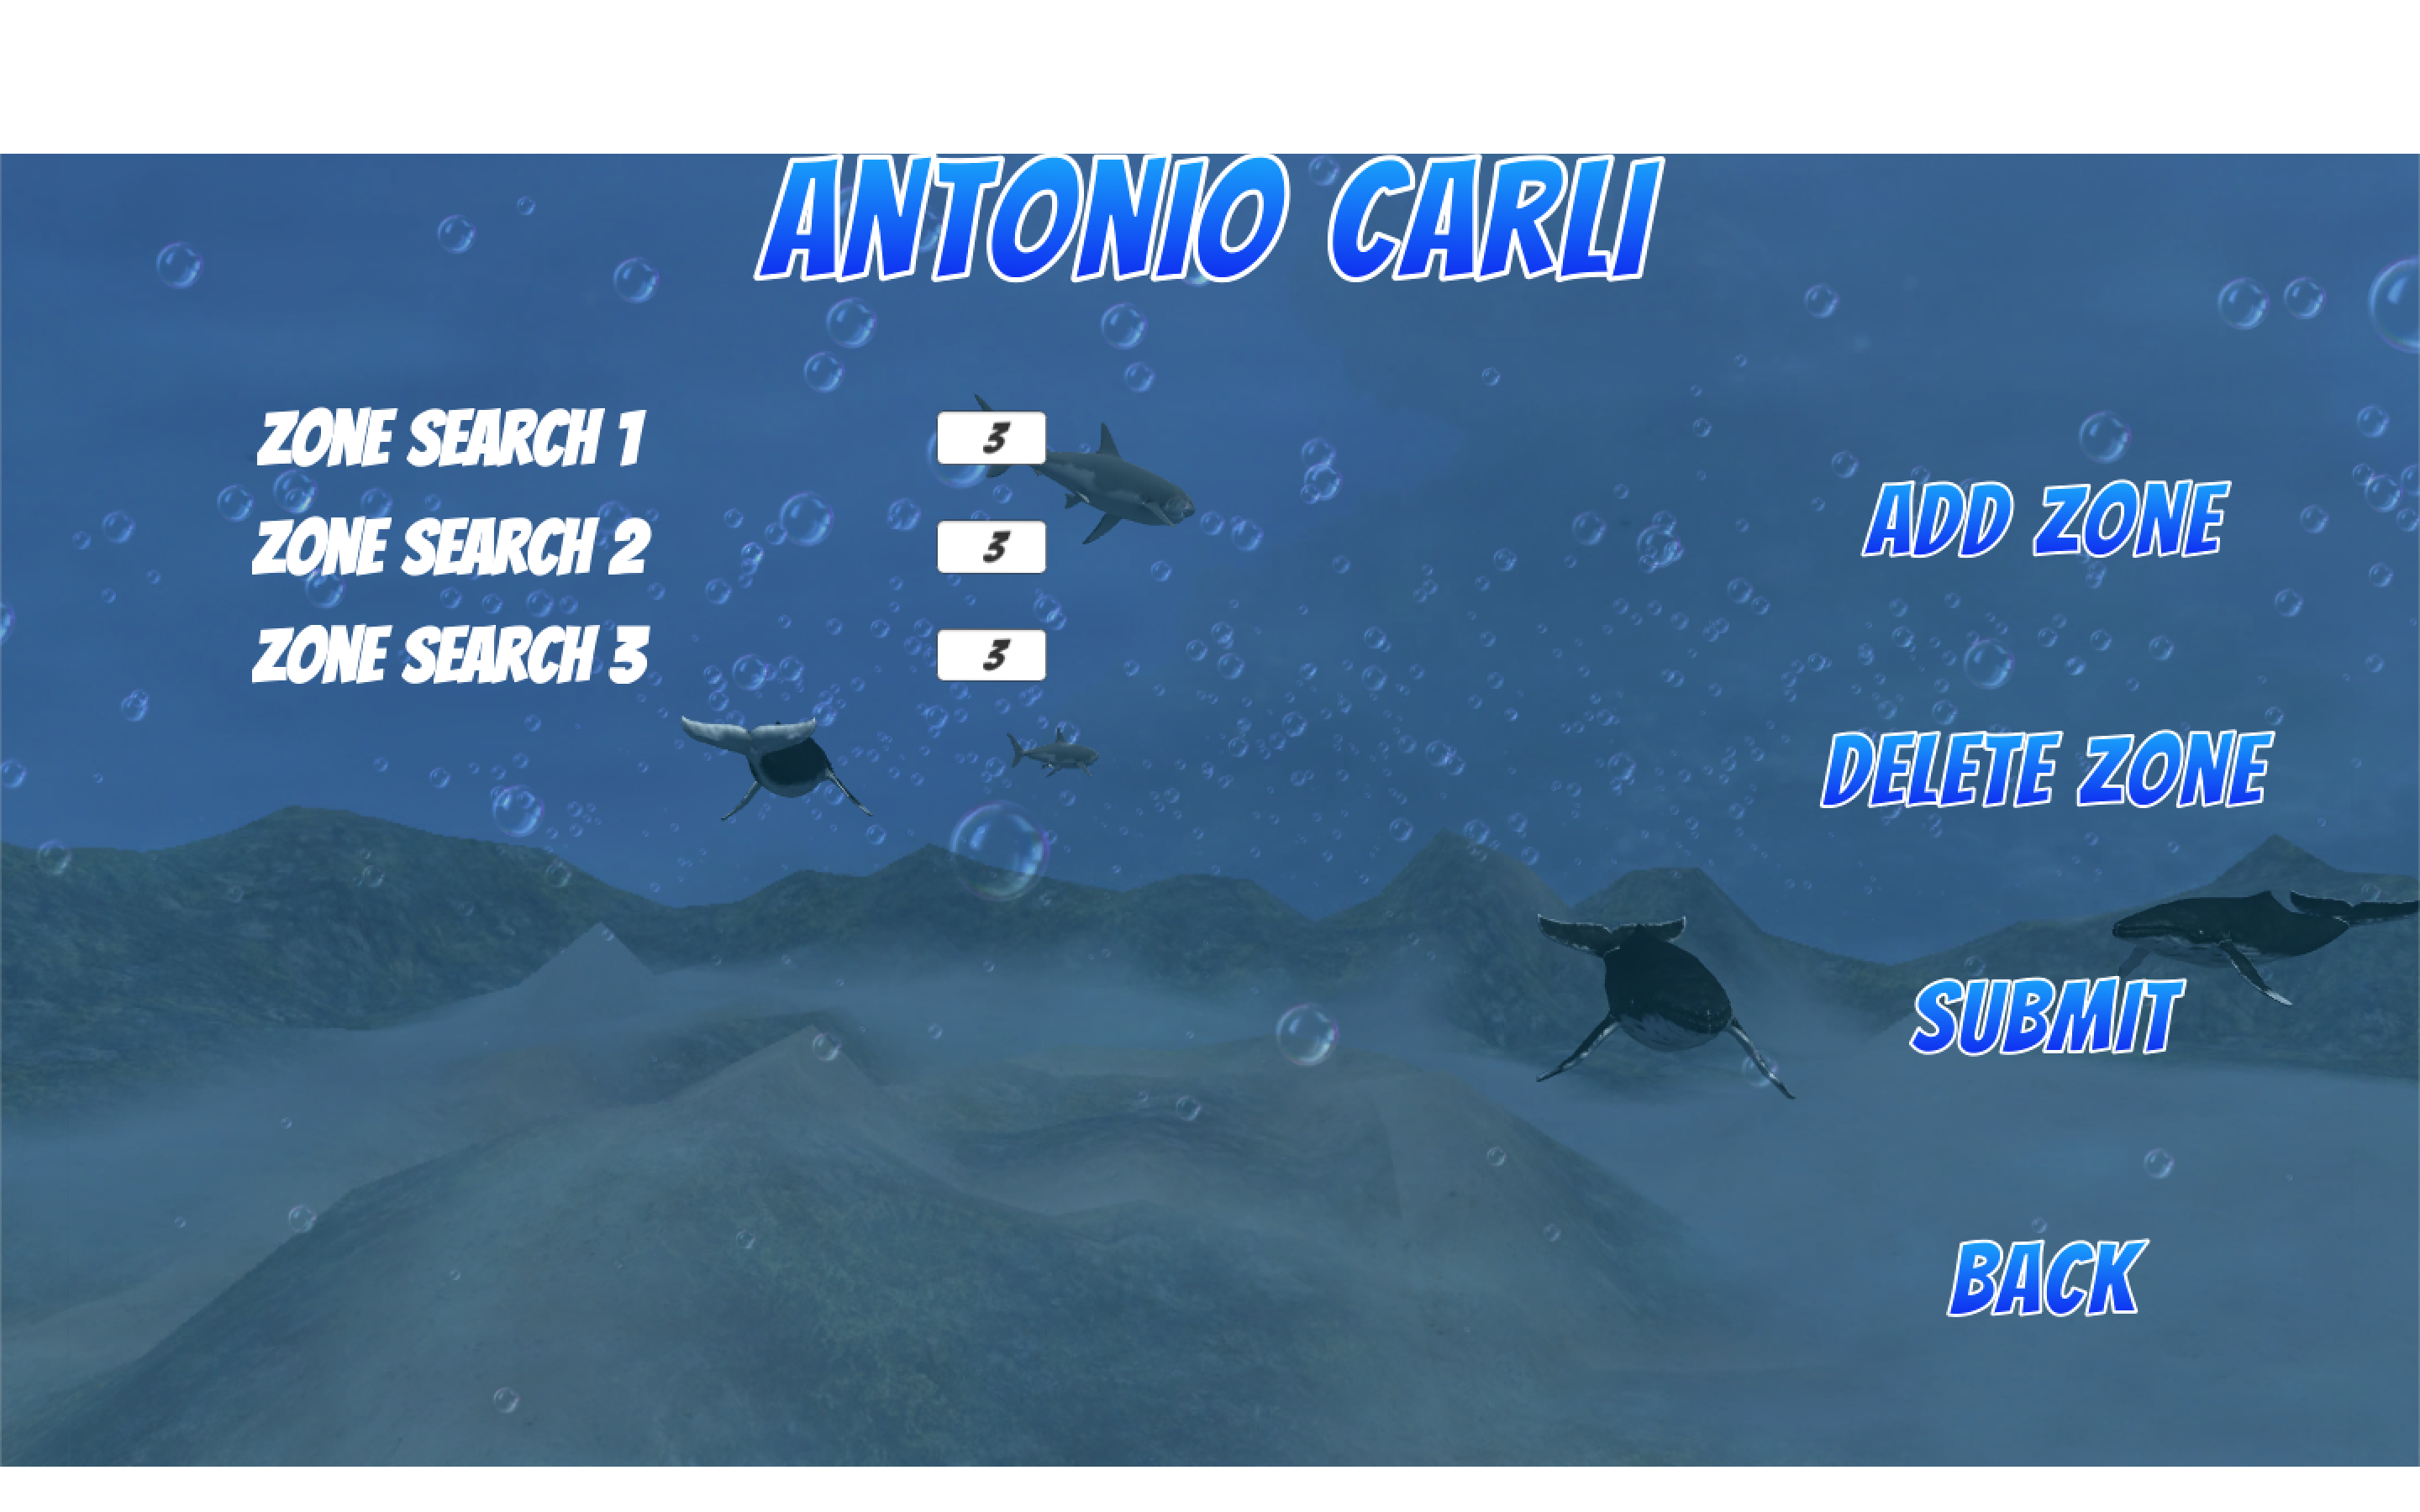 ANTONIO CARLI
ZONE SEARCH 1 3
ZONE SEARCH 2 3
ZONE SEARCH 3 3
ADD ZONE
DELETE ZONE
SUBMIT
BACK